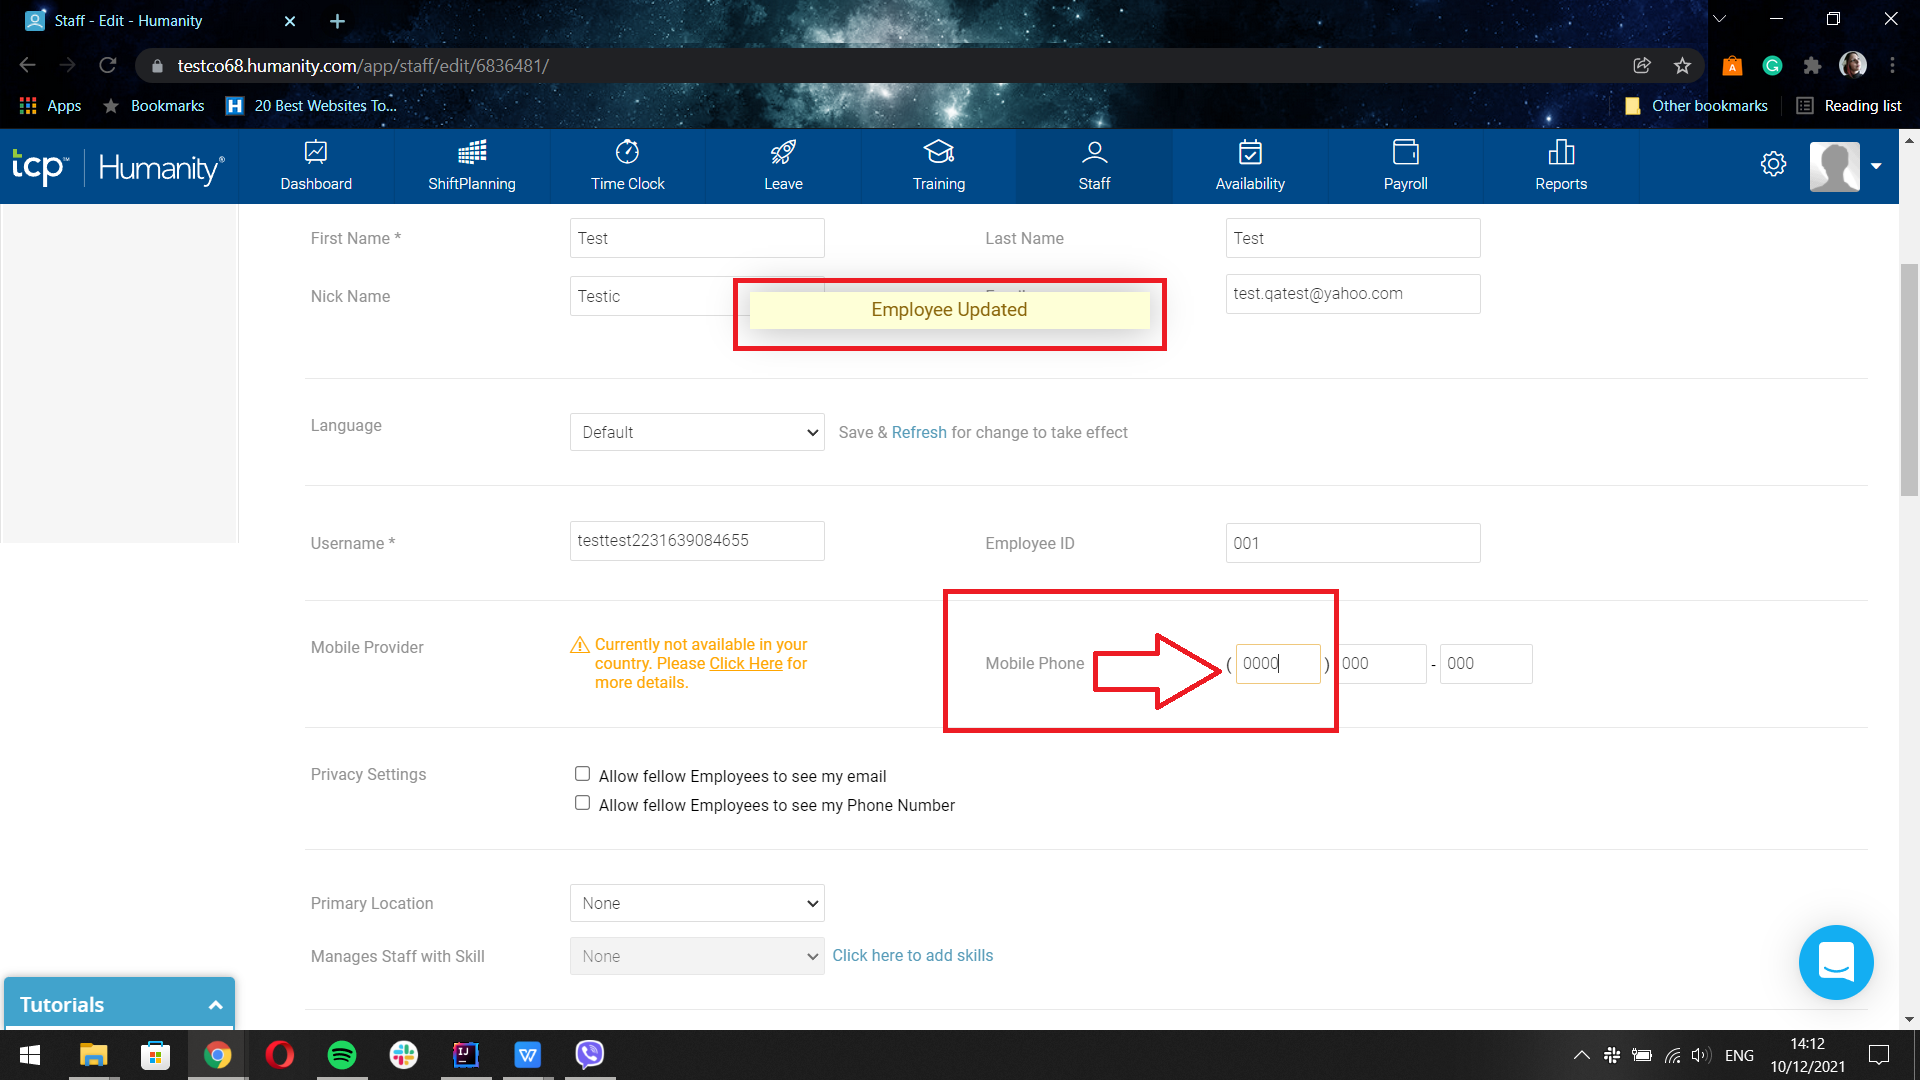 Staff - Edit - Humanity
testco68.humanity.com/app/staff/edit/6836481/
Apps Bookmarks 20 Best Websites To... Other bookmarks Reading list
tcp™ Humanity®
Dashboard ShiftPlanning Time Clock Leave Training Staff Availability Payroll Reports
First Name * Test Last Name Test
Nick Name Testic test.qatest@yahoo.com
Employee Updated
Language Default Save & Refresh for change to take effect
Username * testtest2231639084655 Employee ID 001
Mobile Provider Currently not available in your
country. Please Click Here for
more details.
Mobile Phone ( 0000 ) 000 - 000
Privacy Settings Allow fellow Employees to see my email
Allow fellow Employees to see my Phone Number
Primary Location None
Manages Staff with Skill None Click here to add skills
Tutorials
ENG 14:12
10/12/2021